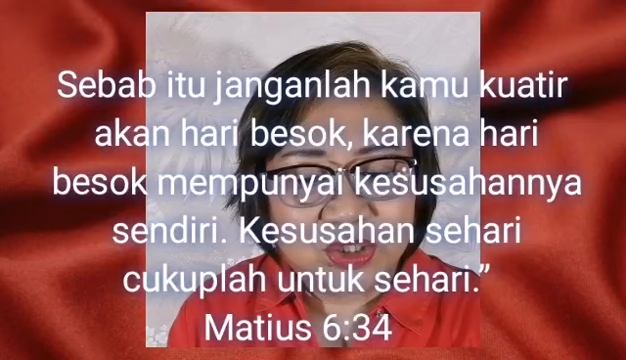 Sebab itu janganlah kamu kuatir
akan hari besok, karena hari
besok mempunyai kesusahannya
sendiri. Kesusahan sehari
cukuplah untuk sehari.”
Matius 6:34